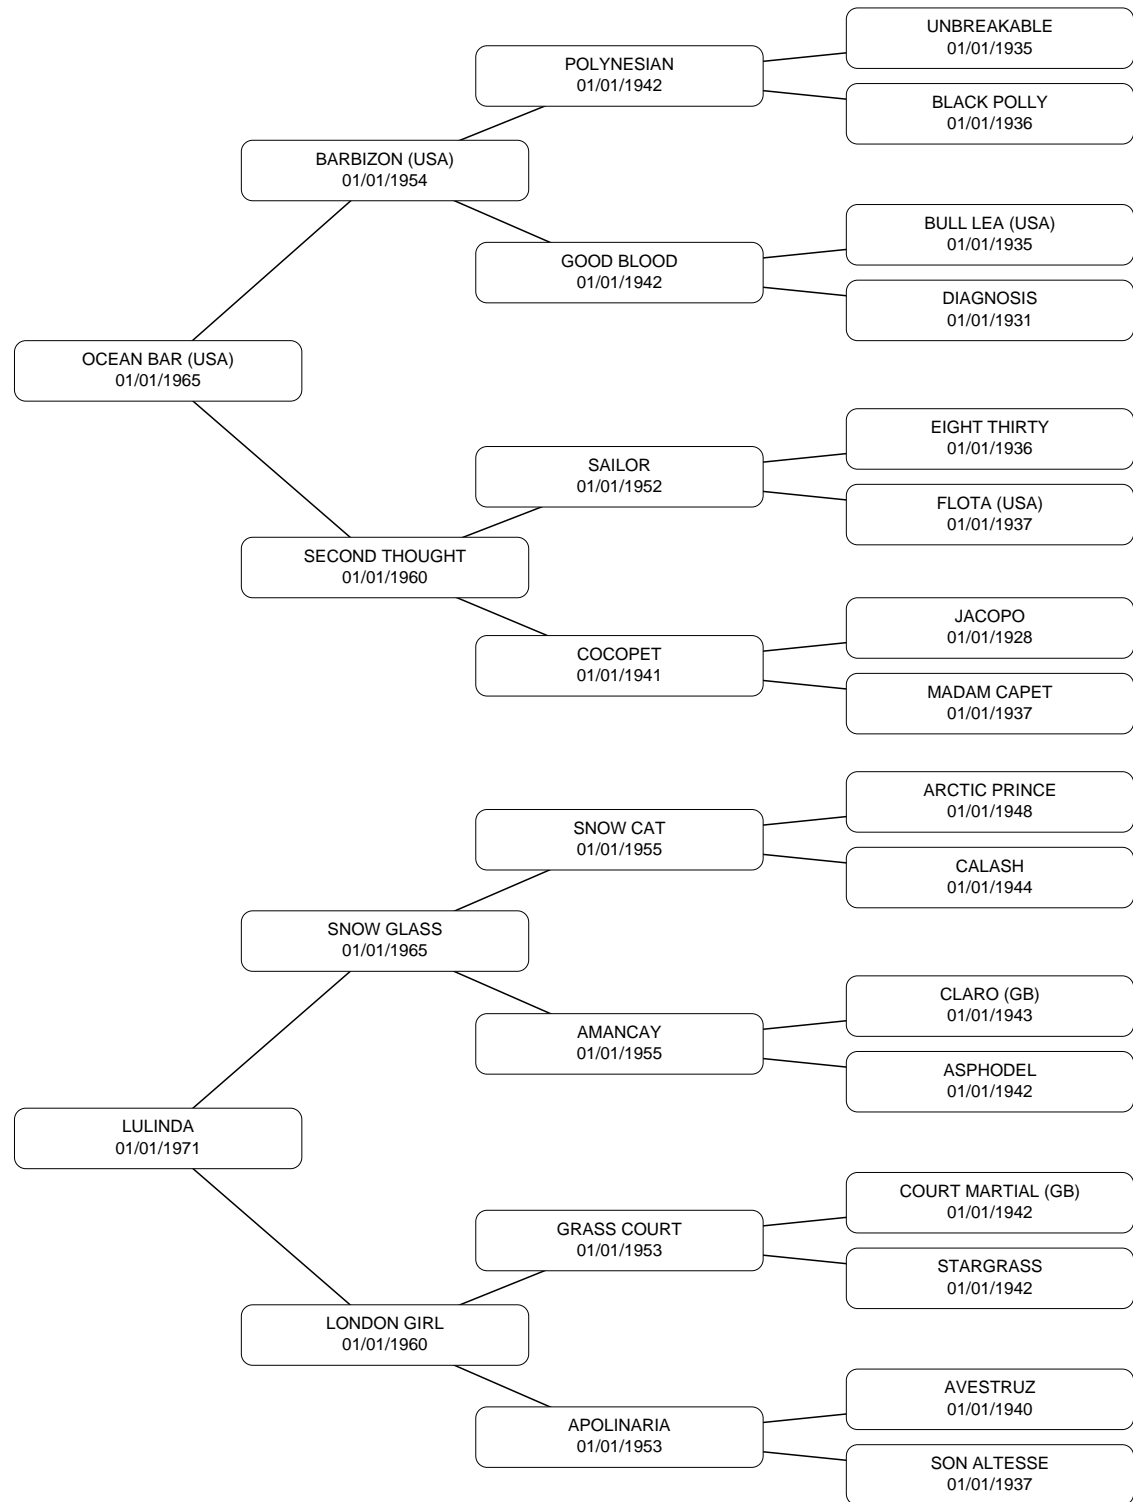 UNBREAKABLE
01/01/1935
POLYNESIAN
01/01/1942
BLACK POLLY
01/01/1936
BARBIZON (USA)
01/01/1954
BULL LEA (USA)
01/01/1935
GOOD BLOOD
01/01/1942
DIAGNOSIS
01/01/1931
OCEAN BAR (USA)
01/01/1965
EIGHT THIRTY
01/01/1936
SAILOR
01/01/1952
FLOTA (USA)
01/01/1937
SECOND THOUGHT
01/01/1960
JACOPO
01/01/1928
COCOPET
01/01/1941
MADAM CAPET
01/01/1937
ARCTIC PRINCE
01/01/1948
SNOW CAT
01/01/1955
CALASH
01/01/1944
SNOW GLASS
01/01/1965
CLARO (GB)
01/01/1943
AMANCAY
01/01/1955
ASPHODEL
01/01/1942
LULINDA
01/01/1971
COURT MARTIAL (GB)
01/01/1942
GRASS COURT
01/01/1953
STARGRASS
01/01/1942
LONDON GIRL
01/01/1960
AVESTRUZ
01/01/1940
APOLINARIA
01/01/1953
SON ALTESSE
01/01/1937